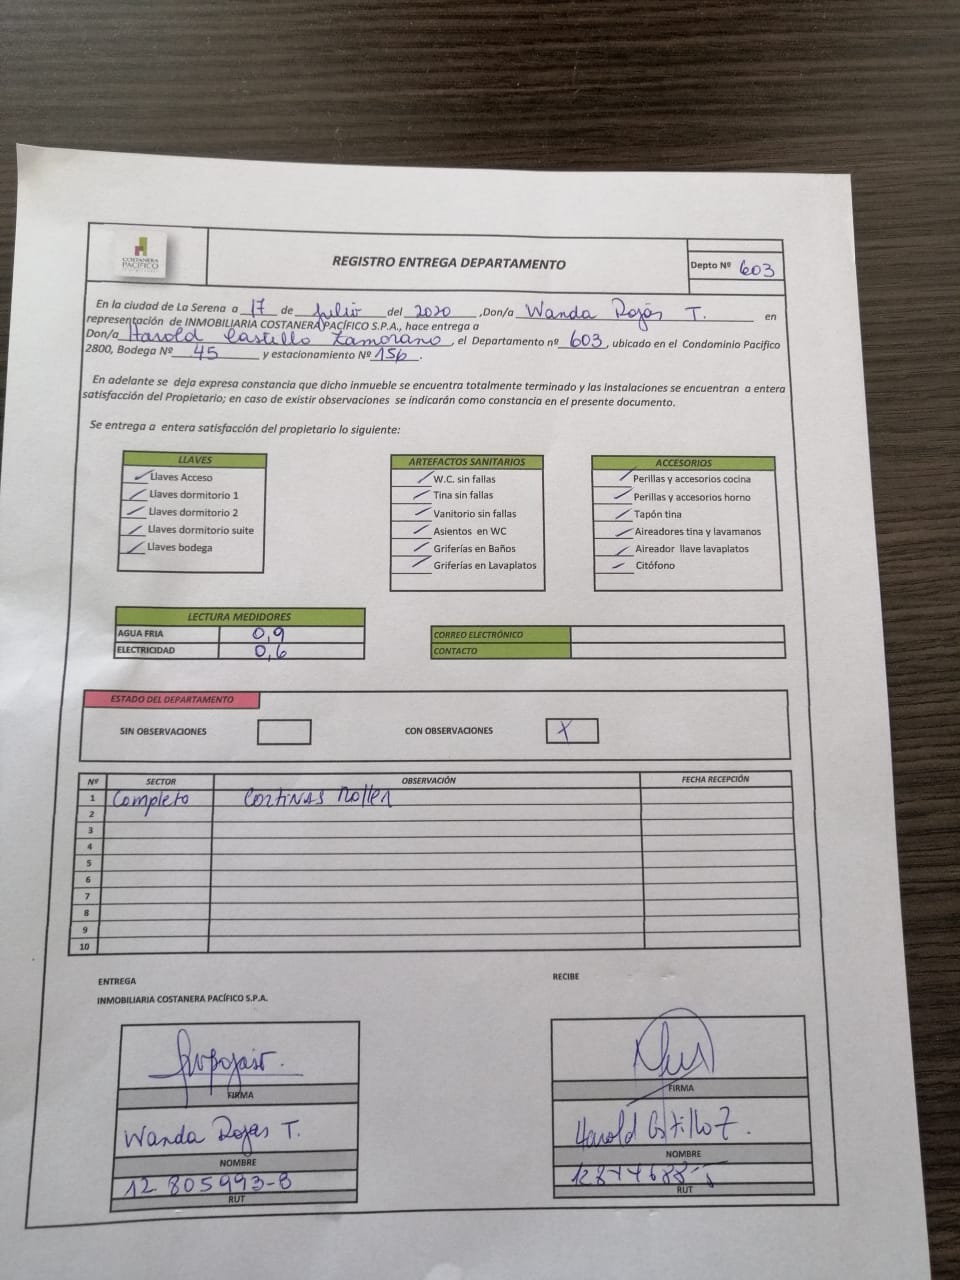 COSTANERA
PACÍFICO
REGISTRO ENTREGA DEPARTAMENTO
Depto Nº 603
En la ciudad de La Serena a 17 de Julio del 2020 ,Don/a Wanda Rojas T. en
representación de INMOBILIARIA COSTANERA PACÍFICO S.P.A., hace entrega a
Don/a Harold Castillo Zamorano, el Departamento nº 603, ubicado en el Condominio Pacifico
2800, Bodega Nº 45 y estacionamiento Nº 156.
En adelante se deja expresa constancia que dicho inmueble se encuentra totalmente terminado y las instalaciones se encuentran a entera
satisfacción del Propietario; en caso de existir observaciones se indicarán como constancia en el presente documento.
Se entrega a entera satisfacción del propietario lo siguiente:
LLAVES
Llaves Acceso
Llaves dormitorio 1
Llaves dormitorio 2
Llaves dormitorio suite
Llaves bodega
ARTEFACTOS SANITARIOS
W.C. sin fallas
Tina sin fallas
Vanitorio sin fallas
Asientos en WC
Griferías en Baños
Griferías en Lavaplatos
ACCESORIOS
Perillas y accesorios cocina
Perillas y accesorios horno
Tapón tina
Aireadores tina y lavamanos
Aireador llave lavaplatos
Citófono
LECTURA MEDIDORES
AGUA FRIA 0,9
ELECTRICIDAD 0,6
CORREO ELECTRÓNICO
CONTACTO
ESTADO DEL DEPARTAMENTO
SIN OBSERVACIONES
CON OBSERVACIONES X
Nº SECTOR OBSERVACIÓN FECHA RECEPCIÓN
1 Completo Cortinas Roller
2
3
4
5
6
7
8
9
10
ENTREGA
INMOBILIARIA COSTANERA PACÍFICO S.P.A.
FIRMA
Wanda Rojas T.
NOMBRE
12.805993-8
RUT
RECIBE
FIRMA
Harold Castillo Z.
NOMBRE
RUT